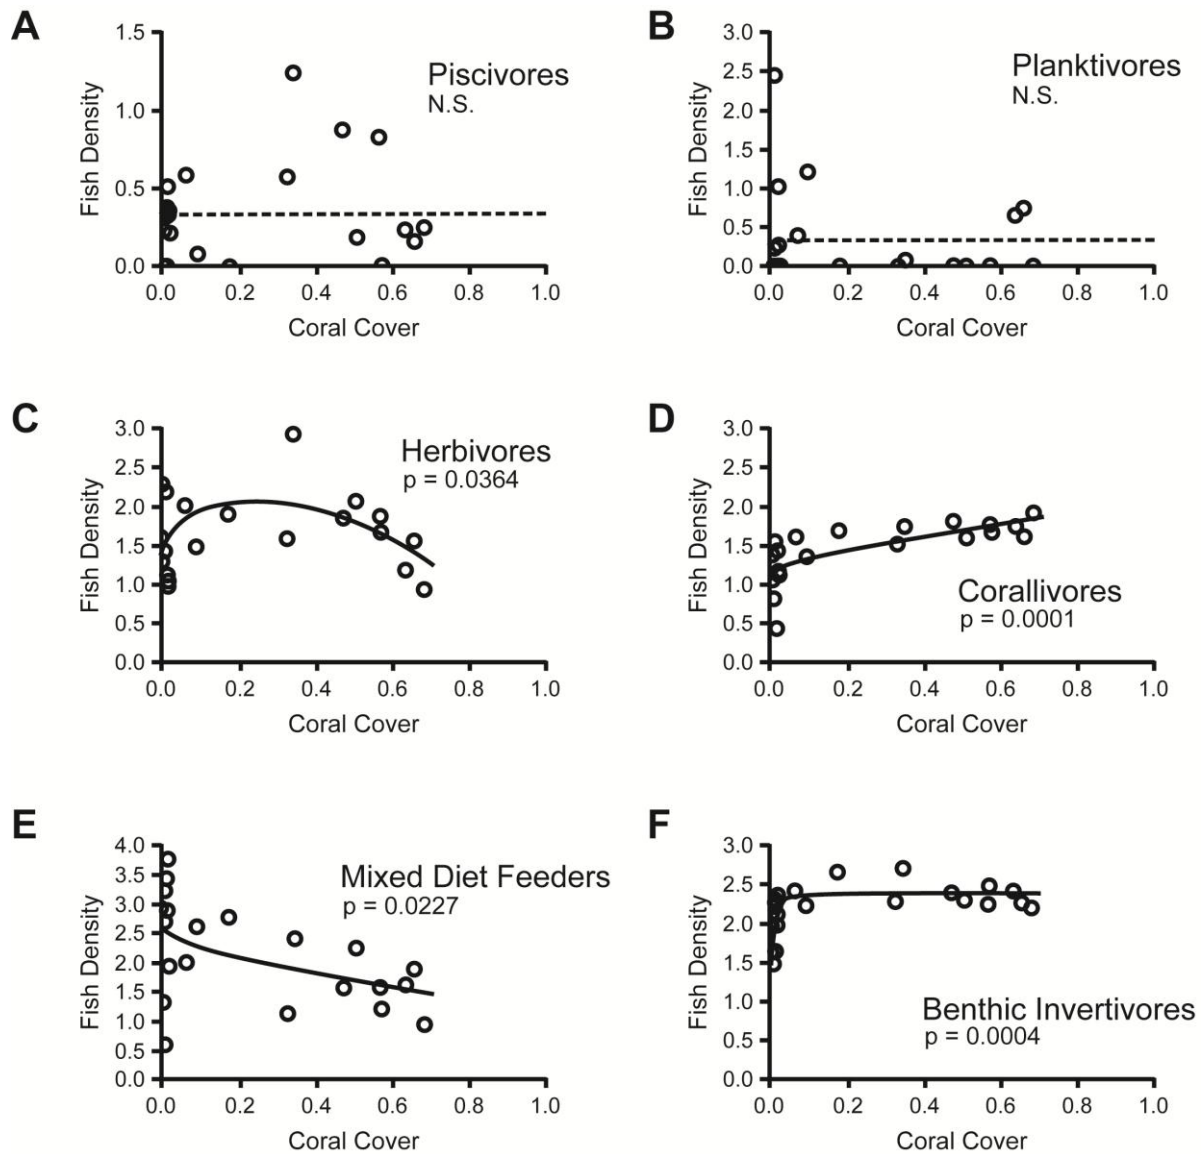 A
B
1.5
1.0
0.5
0.0
Fish Density
Piscivores
N.S.
0.0 0.2 0.4 0.6 0.8 1.0
Coral Cover
3.0
2.5
2.0
1.5
1.0
0.5
0.0
Fish Density
Planktivores
N.S.
0.0 0.2 0.4 0.6 0.8 1.0
Coral Cover
C
D
3.0
2.5
2.0
1.5
1.0
0.5
0.0
Fish Density
Herbivores
p = 0.0364
0.0 0.2 0.4 0.6 0.8 1.0
Coral Cover
3.0
2.5
2.0
1.5
1.0
0.5
0.0
Fish Density
Corallivores
p = 0.0001
0.0 0.2 0.4 0.6 0.8 1.0
Coral Cover
E
F
4.0
3.5
3.0
2.5
2.0
1.5
1.0
0.5
0.0
Fish Density
Mixed Diet Feeders
p = 0.0227
0.0 0.2 0.4 0.6 0.8 1.0
Coral Cover
3.0
2.5
2.0
1.5
1.0
0.5
0.0
Fish Density
Benthic Invertivores
p = 0.0004
0.0 0.2 0.4 0.6 0.8 1.0
Coral Cover